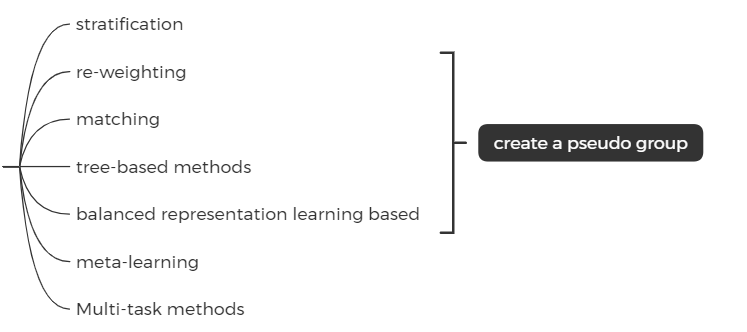 stratification
re-weighting
matching
tree-based methods
balanced representation learning based
meta-learning
Multi-task methods
create a pseudo group